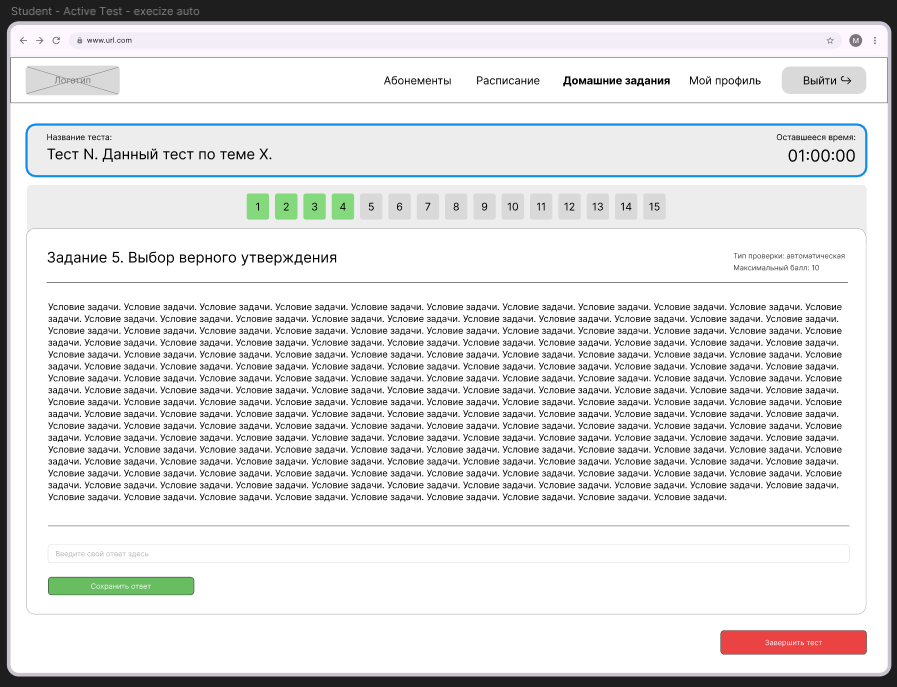 Student - Active Test - execize auto
www.url.com
M
Логотип
Абонементы Расписание Домашние задания Мой профиль Выйти
Название теста:
Оставшееся время:
Тест N. Данный тест по теме X.
01:00:00
1 2 3 4 5 6 7 8 9 10 11 12 13 14 15
Задание 5. Выбор верного утверждения
Тип проверки: автоматическая
Максимальный балл: 10
Условие задачи. Условие задачи. Условие задачи. Условие задачи. Условие задачи. Условие задачи. Условие задачи. Условие задачи. Условие задачи. Условие задачи. Условие
задачи. Условие задачи. Условие задачи. Условие задачи. Условие задачи. Условие задачи. Условие задачи. Условие задачи. Условие задачи. Условие задачи. Условие задачи.
Условие задачи. Условие задачи. Условие задачи. Условие задачи. Условие задачи. Условие задачи. Условие задачи. Условие задачи. Условие задачи. Условие задачи. Условие
задачи. Условие задачи. Условие задачи. Условие задачи. Условие задачи. Условие задачи. Условие задачи. Условие задачи. Условие задачи. Условие задачи. Условие задачи.
Условие задачи. Условие задачи. Условие задачи. Условие задачи. Условие задачи. Условие задачи. Условие задачи. Условие задачи. Условие задачи. Условие задачи. Условие
задачи. Условие задачи. Условие задачи. Условие задачи. Условие задачи. Условие задачи. Условие задачи. Условие задачи. Условие задачи. Условие задачи. Условие задачи.
Условие задачи. Условие задачи. Условие задачи. Условие задачи. Условие задачи. Условие задачи. Условие задачи. Условие задачи. Условие задачи. Условие задачи. Условие
задачи. Условие задачи. Условие задачи. Условие задачи. Условие задачи. Условие задачи. Условие задачи. Условие задачи. Условие задачи. Условие задачи. Условие задачи.
Условие задачи. Условие задачи. Условие задачи. Условие задачи. Условие задачи. Условие задачи. Условие задачи. Условие задачи. Условие задачи. Условие задачи. Условие
задачи. Условие задачи. Условие задачи. Условие задачи. Условие задачи. Условие задачи. Условие задачи. Условие задачи. Условие задачи. Условие задачи. Условие задачи.
Условие задачи. Условие задачи. Условие задачи. Условие задачи. Условие задачи. Условие задачи. Условие задачи. Условие задачи. Условие задачи. Условие задачи. Условие
задачи. Условие задачи. Условие задачи. Условие задачи. Условие задачи. Условие задачи. Условие задачи. Условие задачи. Условие задачи. Условие задачи. Условие задачи.
Условие задачи. Условие задачи. Условие задачи. Условие задачи. Условие задачи. Условие задачи. Условие задачи. Условие задачи. Условие задачи. Условие задачи. Условие
задачи. Условие задачи. Условие задачи. Условие задачи. Условие задачи. Условие задачи. Условие задачи. Условие задачи. Условие задачи. Условие задачи. Условие задачи.
Условие задачи. Условие задачи. Условие задачи. Условие задачи. Условие задачи. Условие задачи. Условие задачи. Условие задачи. Условие задачи. Условие задачи. Условие
задачи. Условие задачи. Условие задачи. Условие задачи. Условие задачи. Условие задачи. Условие задачи. Условие задачи. Условие задачи. Условие задачи. Условие задачи.
Условие задачи. Условие задачи. Условие задачи. Условие задачи. Условие задачи. Условие задачи. Условие задачи. Условие задачи. Условие задачи.
Введите свой ответ здесь
Сохранить ответ
Завершить тест